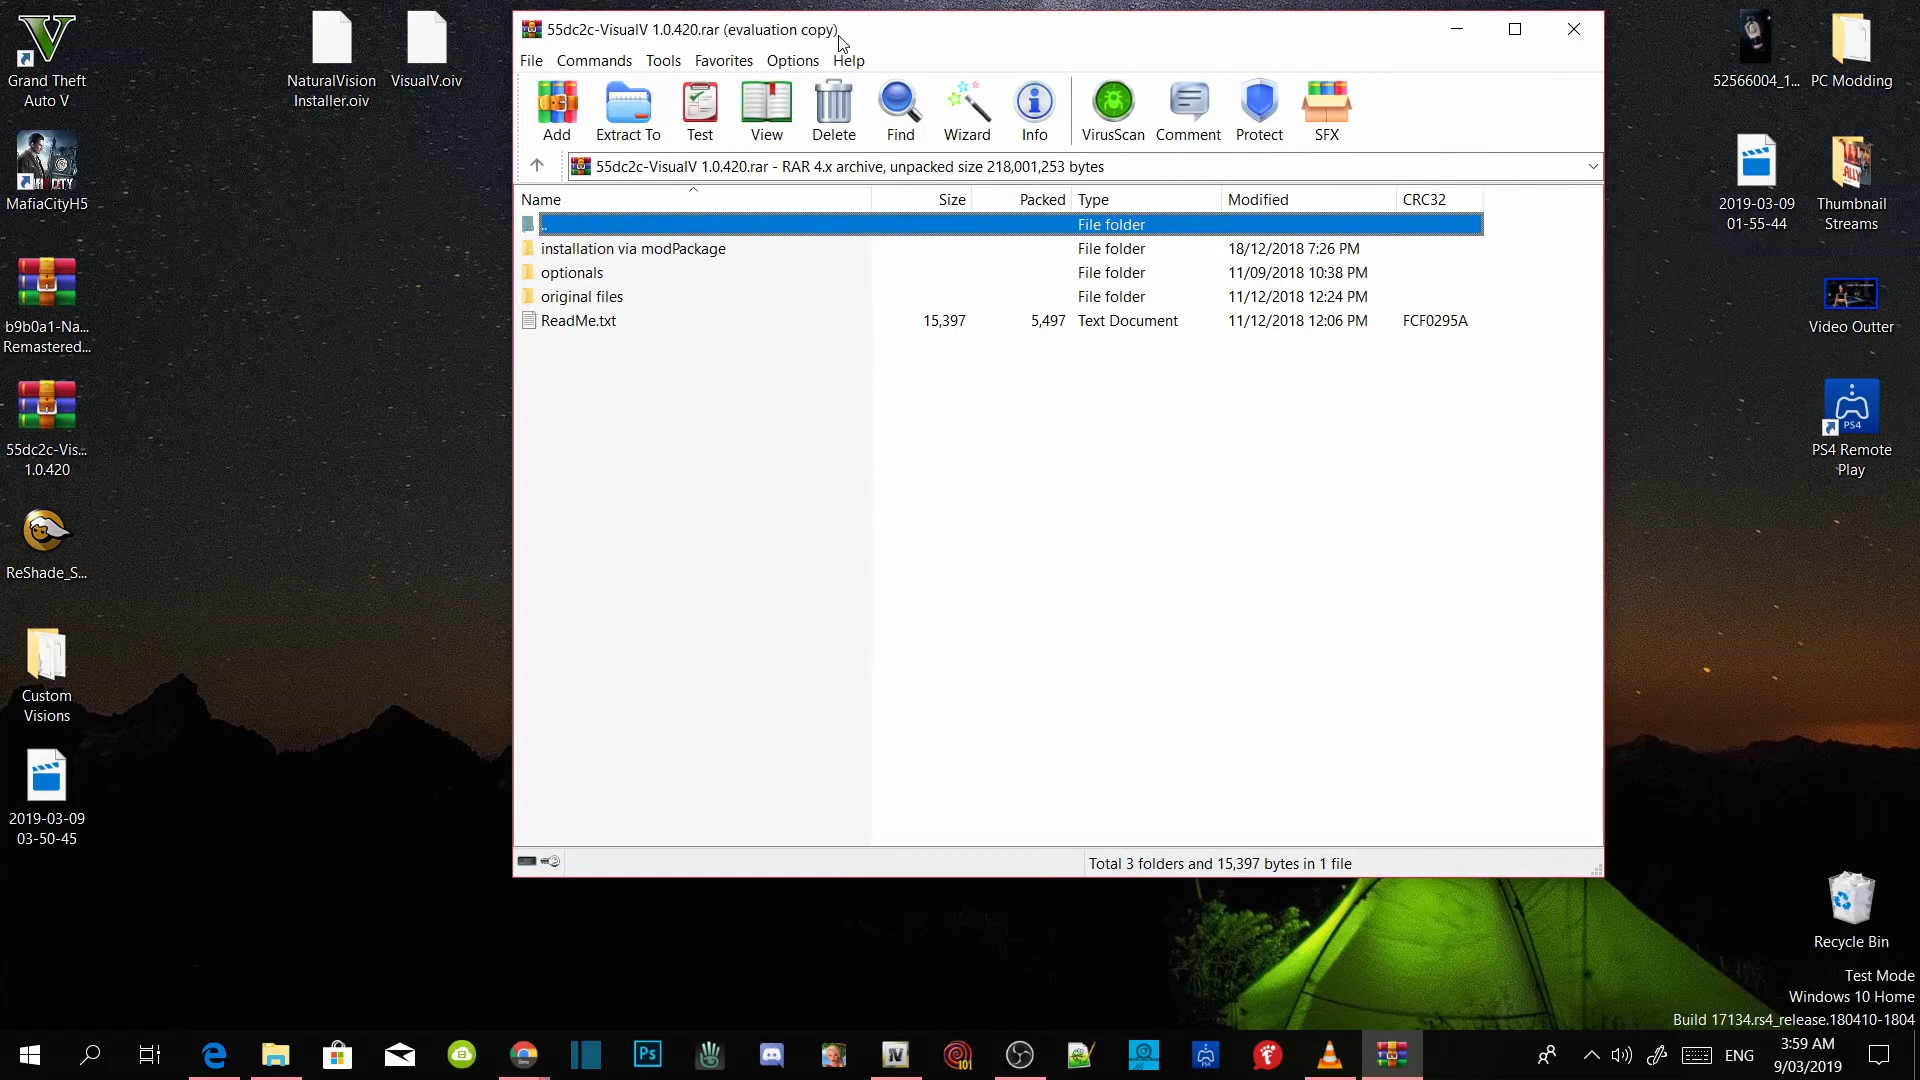 Grand Theft
Auto V
MafiaCityH5
b9b0a1-Na...
Remastered...
55dc2c-Vis...
1.0.420
ReShade_S...
Custom
Visions
2019-03-09
03-50-45
NaturalVision
Installer.oiv
VisualV.oiv
55dc2c-VisualV 1.0.420.rar (evaluation copy)
File Commands Tools Favorites Options Help
Add Extract To Test View Delete Find Wizard Info VirusScan Comment Protect SFX
55dc2c-VisualV 1.0.420.rar - RAR 4.x archive, unpacked size 218,001,253 bytes
Name Size Packed Type Modified CRC32
.. File folder
installation via modPackage File folder 18/12/2018 7:26 PM
optionals File folder 11/09/2018 10:38 PM
original files File folder 11/12/2018 12:24 PM
ReadMe.txt 15,397 5,497 Text Document 11/12/2018 12:06 PM FCF0295A
Total 3 folders and 15,397 bytes in 1 file
52566004_1...
PC Modding
2019-03-09
01-55-44
Thumbnail
Streams
Video Outter
PS4
PS4 Remote
Play
Recycle Bin
Test Mode
Windows 10 Home
Build 17134.rs4_release.180410-1804
Ps
IV
101
ENG
3:59 AM
9/03/2019